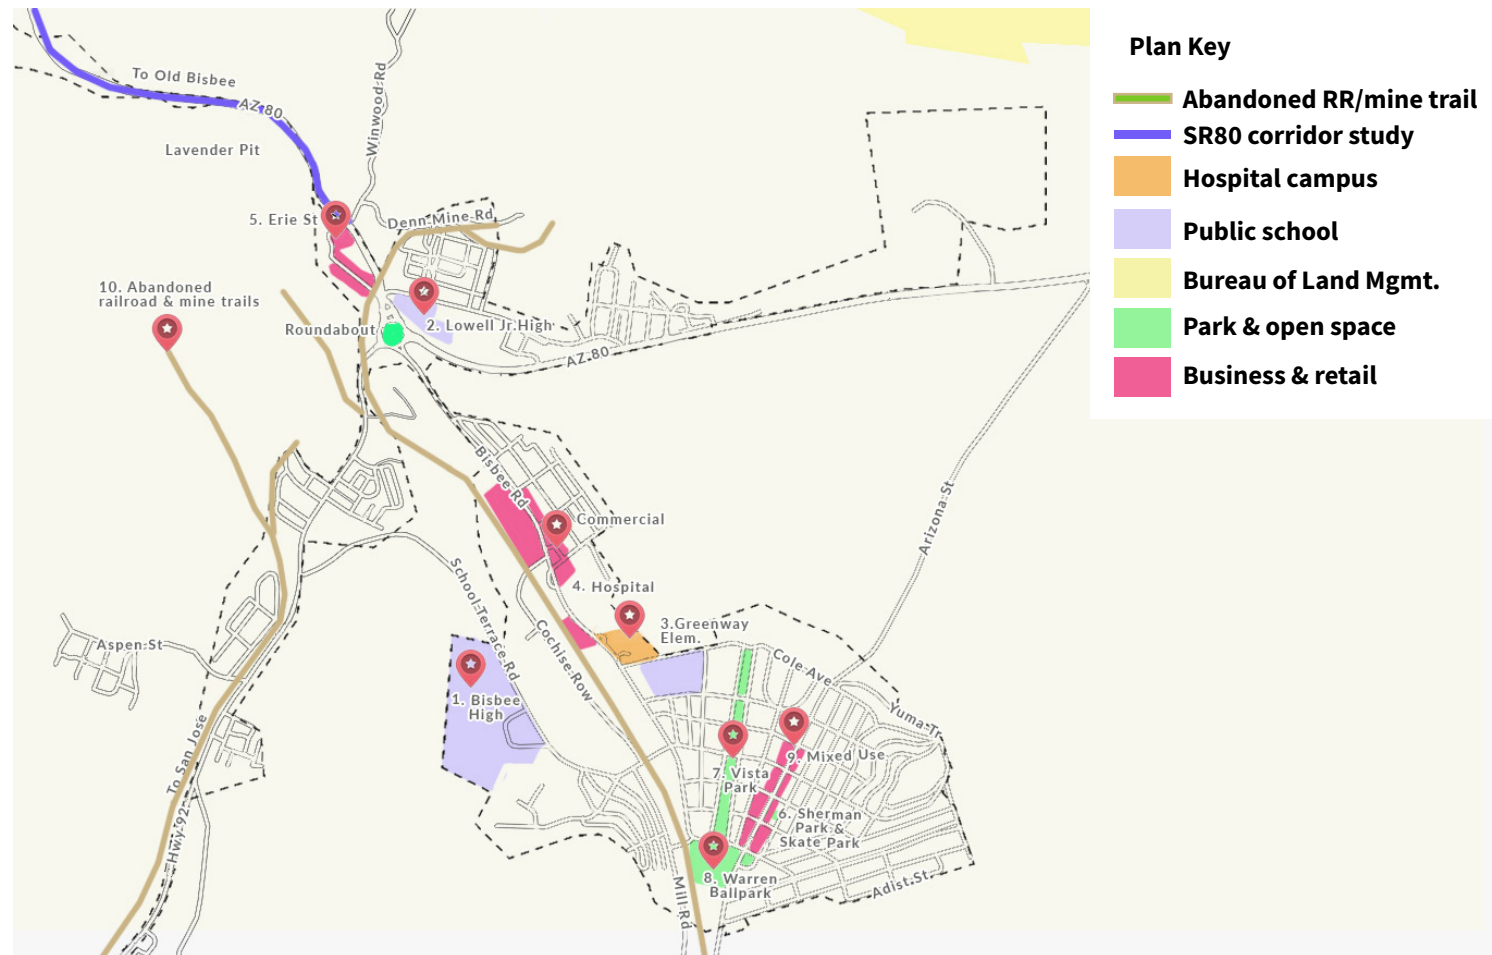 Plan Key
Abandoned RR/mine trail
SR80 corridor study
Hospital campus
Public school
Bureau of Land Mgmt.
Park & open space
Business & retail
To Old Bisbee
AZ 80
Winwood Rd
Lavender Pit
5. Erie St
Denn Mine Rd
10. Abandoned
railroad & mine trails
Roundabout
2. Lowell Jr.High
AZ 80
Bisbee Rd
Commercial
Arizona St
4. Hospital
School Terrace Rd
3.Greenway
Elem.
Cochise Row
Aspen St
Cole Ave
1. Bisbee
High
Yuma Tr
To San Jose
9. Mixed Use
7. Vista
Park
6. Sherman
Park &
Skate Park
Hwy 92
8. Warren
Ballpark
Adist St
Mill Rd